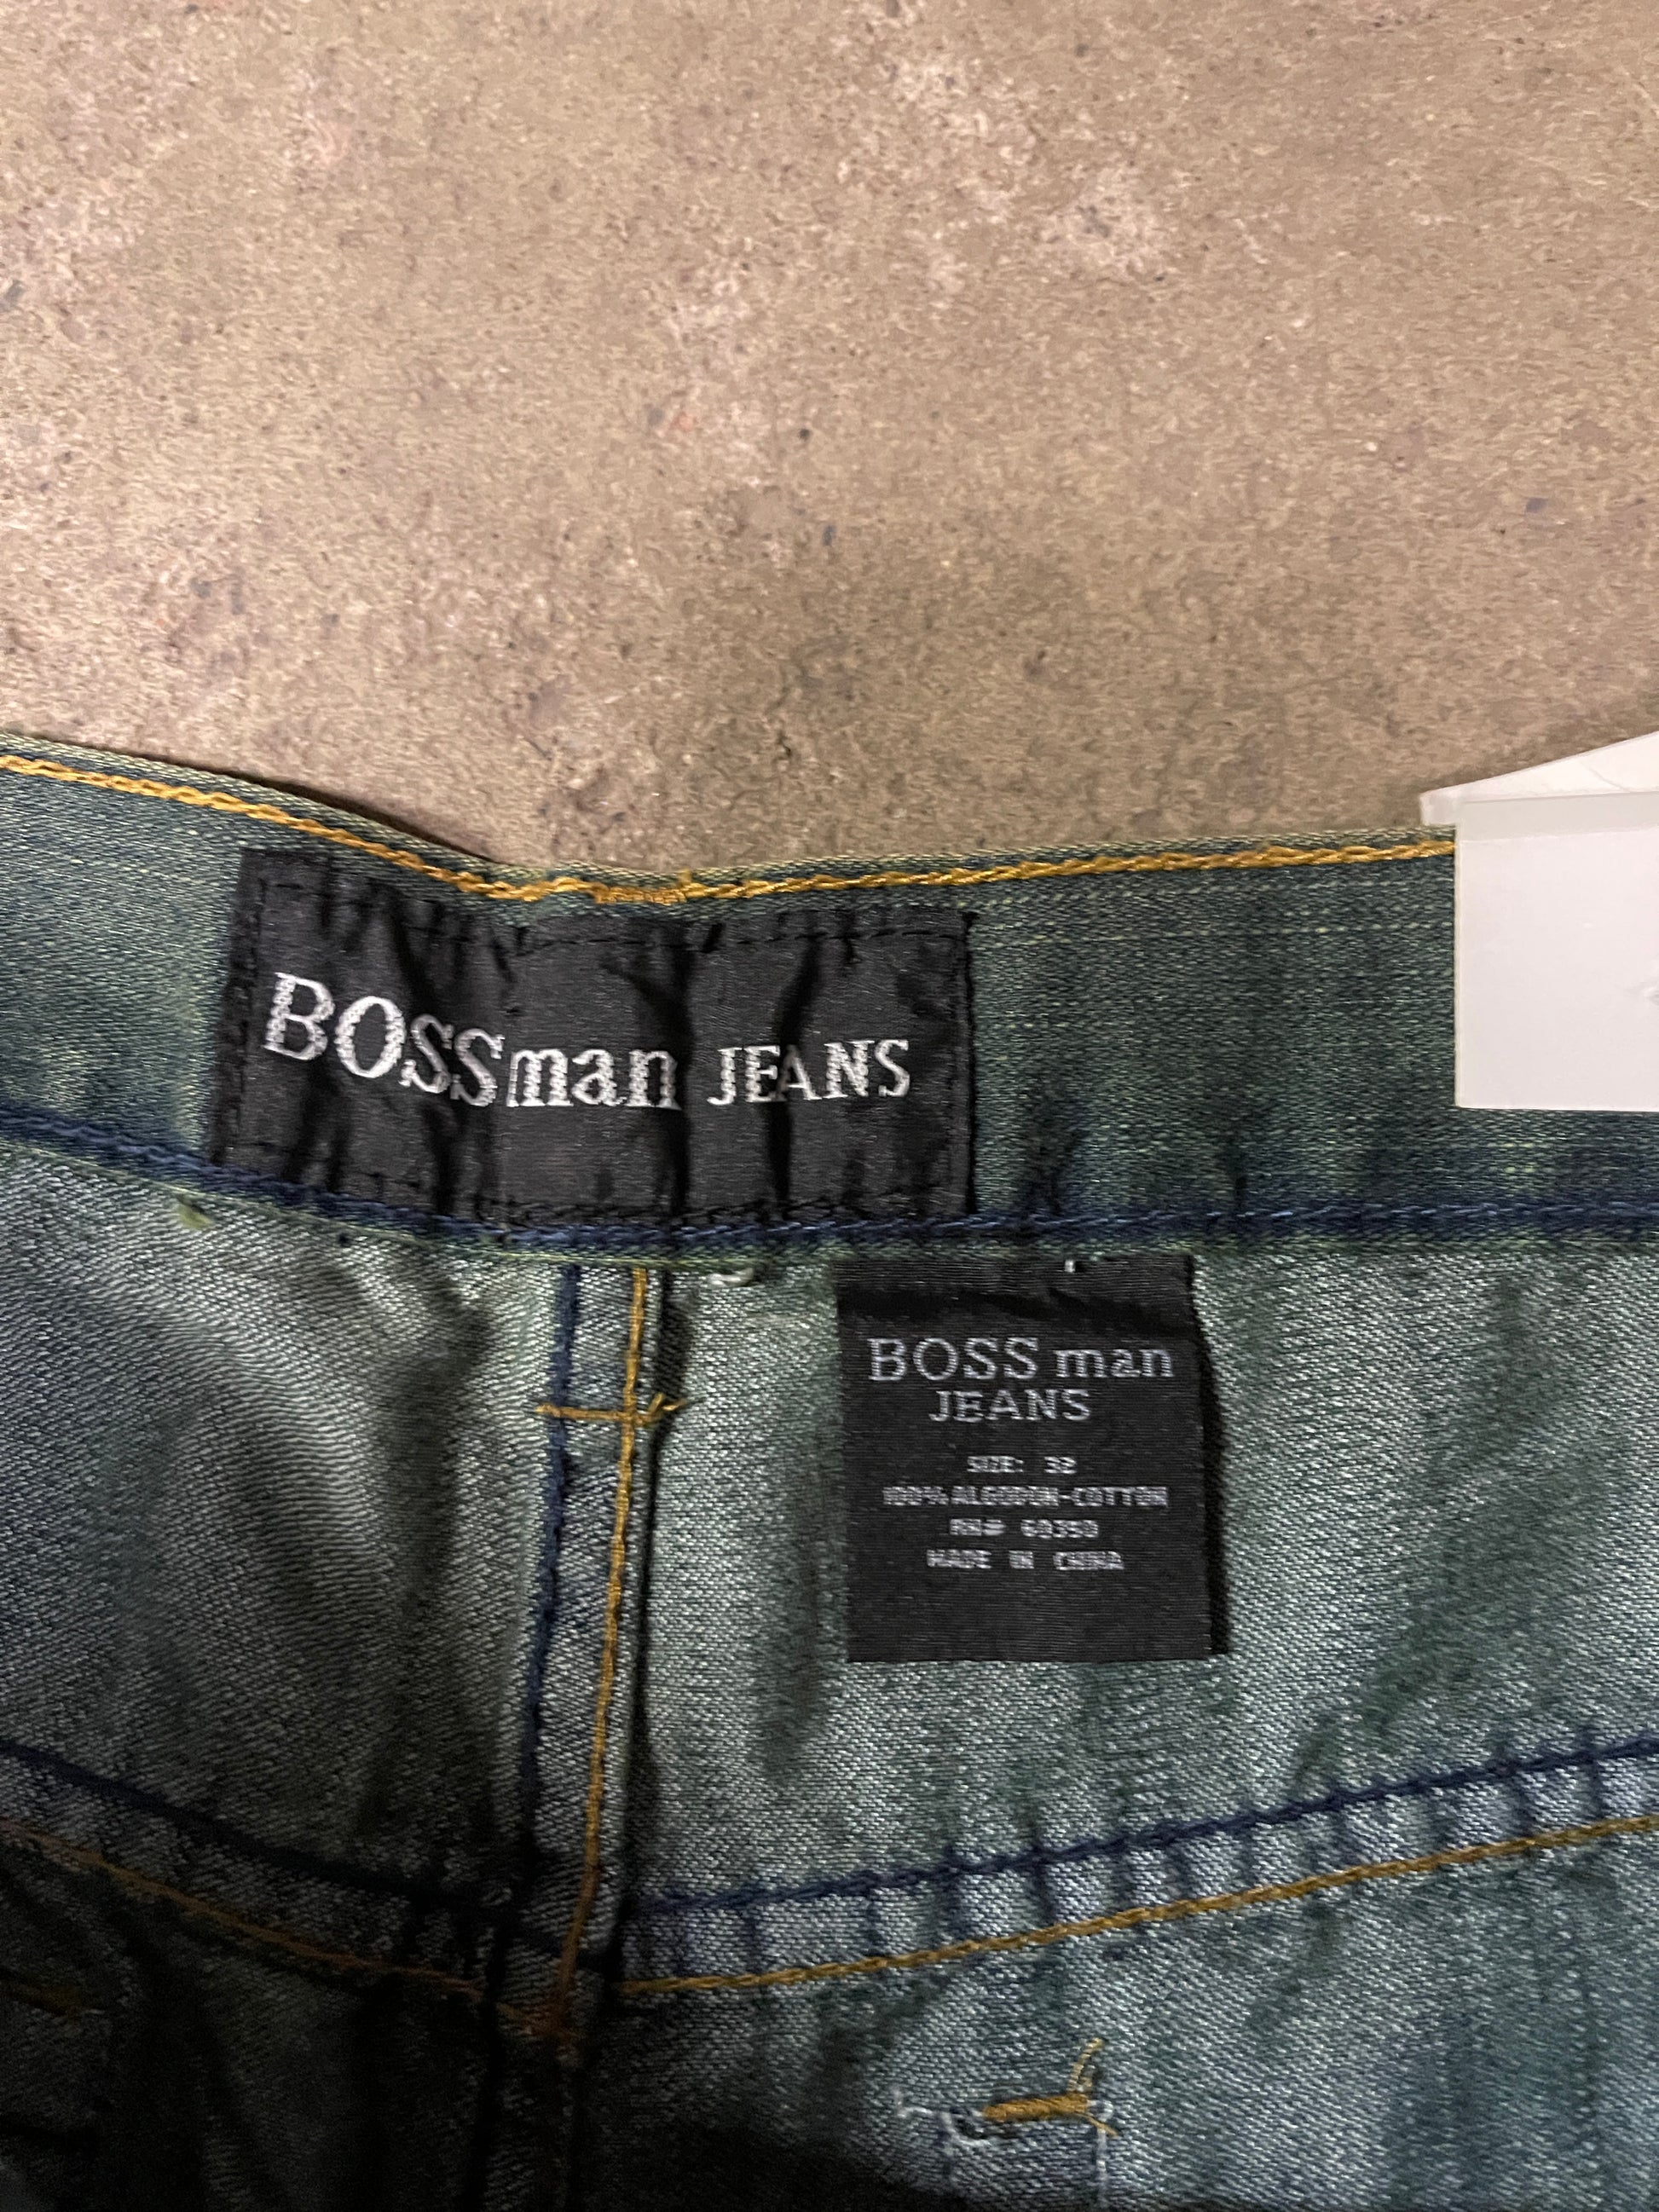 BOSSman JEANS
BOSS man
JEANS
SIZE: 32
100% ALGODON-COTTON
MADE IN CHINA